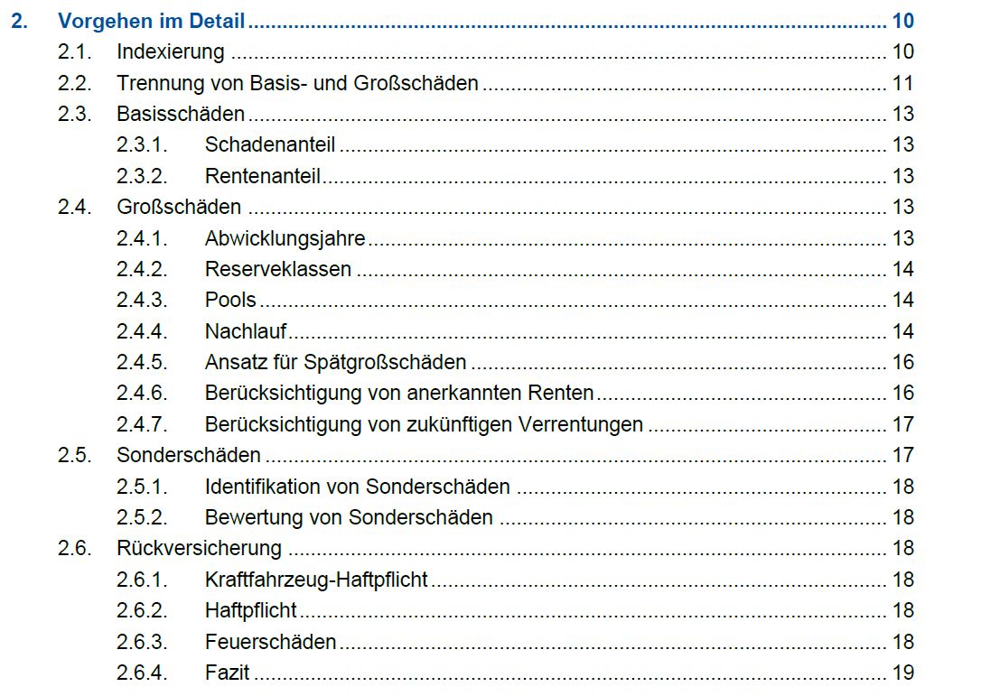 2. Vorgehen im Detail 10
2.1. Indexierung 10
2.2. Trennung von Basis- und Großschäden 11
2.3. Basisschäden 13
2.3.1. Schadenanteil 13
2.3.2. Rentenanteil 13
2.4. Großschäden 13
2.4.1. Abwicklungsjahre 13
2.4.2. Reserveklassen 14
2.4.3. Pools 14
2.4.4. Nachlauf 14
2.4.5. Ansatz für Spätgroßschäden 16
2.4.6. Berücksichtigung von anerkannten Renten 16
2.4.7. Berücksichtigung von zukünftigen Verrentungen 17
2.5. Sonderschäden 17
2.5.1. Identifikation von Sonderschäden 18
2.5.2. Bewertung von Sonderschäden 18
2.6. Rückversicherung 18
2.6.1. Kraftfahrzeug-Haftpflicht 18
2.6.2. Haftpflicht 18
2.6.3. Feuerschäden 18
2.6.4. Fazit 19